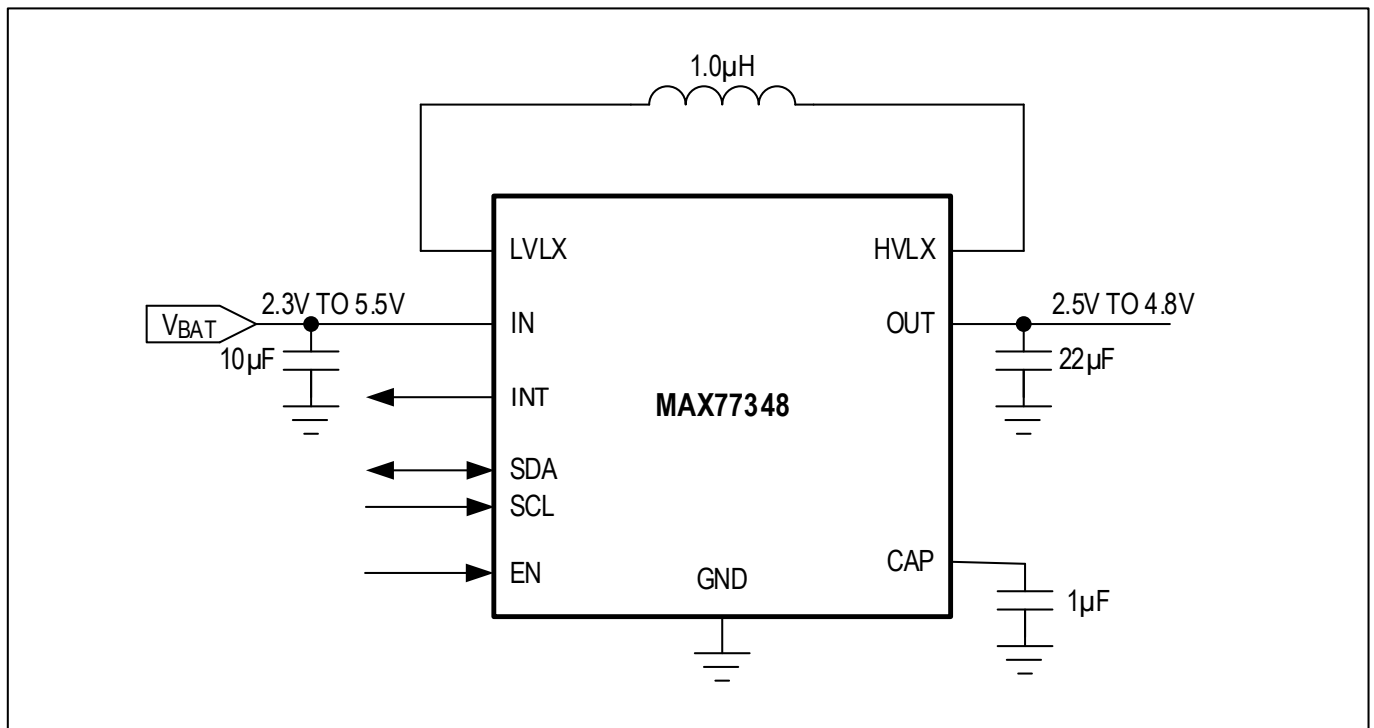 1.0µH
LVLX
HVLX
VBAT
2.3V TO 5.5V
IN
OUT
2.5V TO 4.8V
10µF
22µF
INT
MAX77348
SDA
SCL
EN
GND
CAP
1µF